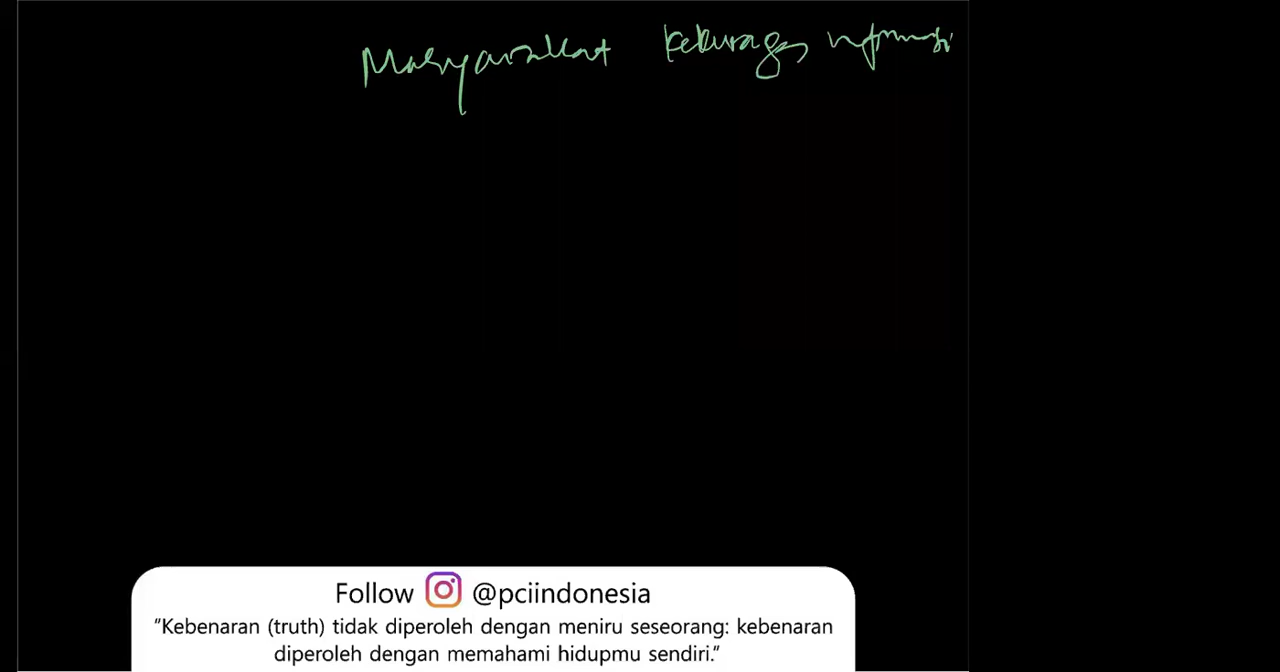 Masyarakat kekurangan informasi
Follow @pciindonesia
"Kebenaran (truth) tidak diperoleh dengan meniru seseorang: kebenaran
diperoleh dengan memahami hidupmu sendiri."